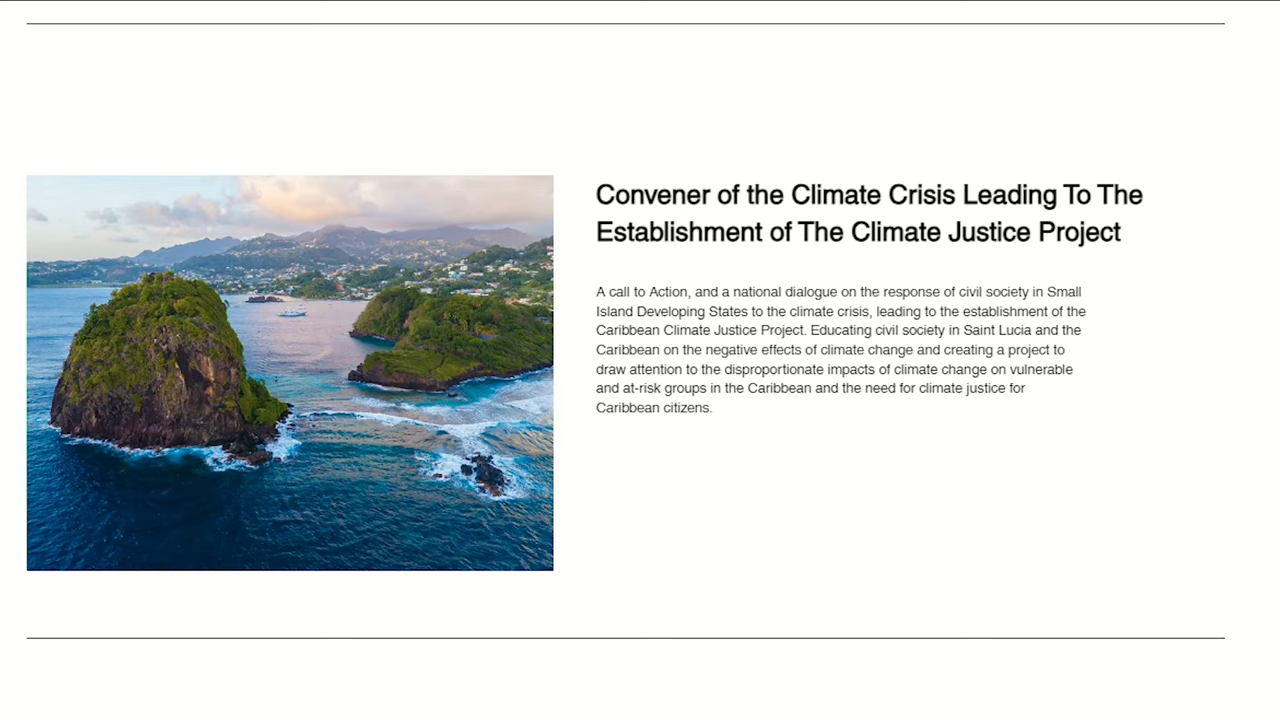 Convener of the Climate Crisis Leading To The
Establishment of The Climate Justice Project
A call to Action, and a national dialogue on the response of civil society in Small
Island Developing States to the climate crisis, leading to the establishment of the
Caribbean Climate Justice Project. Educating civil society in Saint Lucia and the
Caribbean on the negative effects of climate change and creating a project to
draw attention to the disproportionate impacts of climate change on vulnerable
and at-risk groups in the Caribbean and the need for climate justice for
Caribbean citizens.